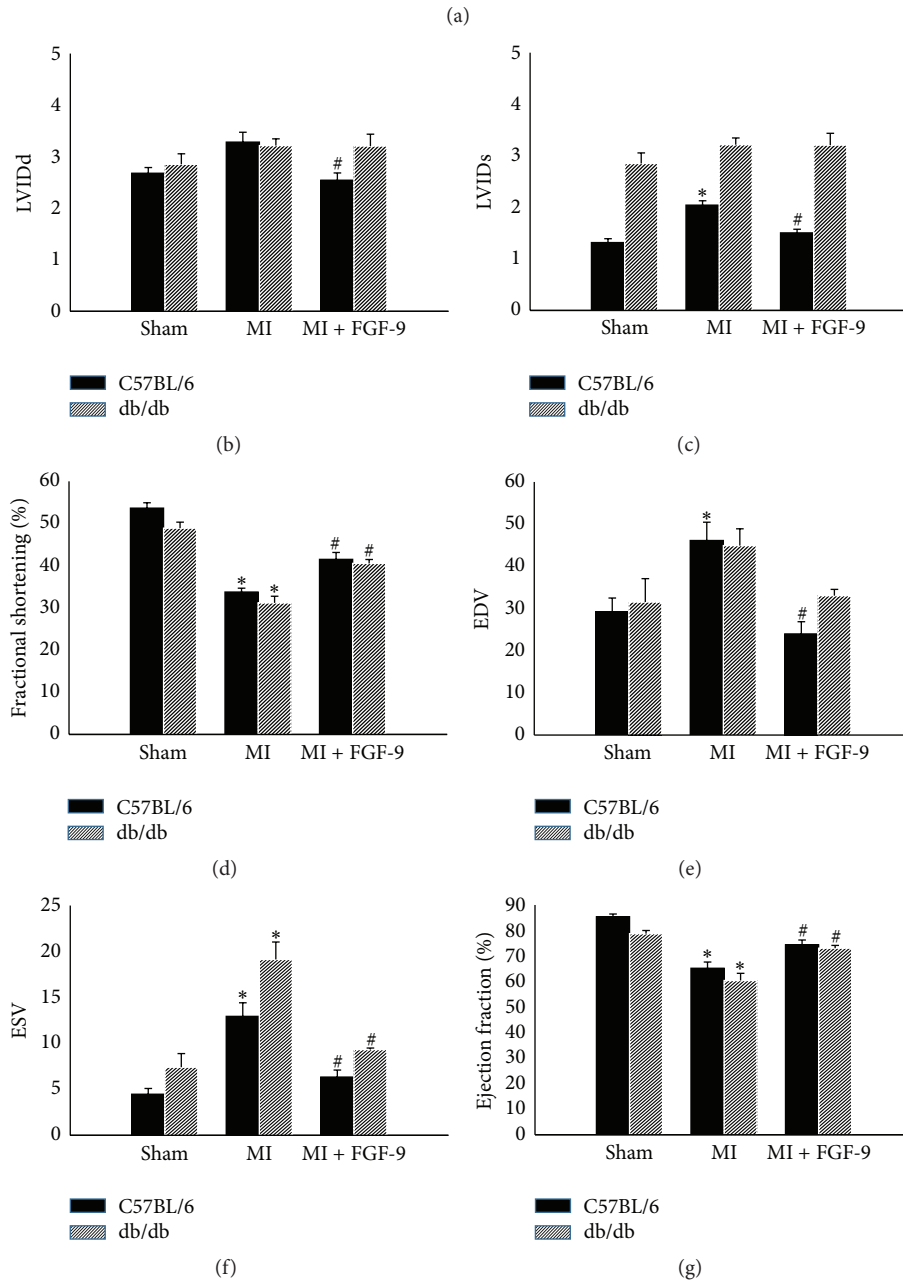 (a)
5
4
3
2
1
0
LVIDd
#
Sham MI MI + FGF-9
C57BL/6
db/db
(b)
5
4
3
2
1
0
LVIDs
*
#
Sham MI MI + FGF-9
C57BL/6
db/db
(c)
60
50
40
30
20
10
0
Fractional shortening (%)
* *
# #
Sham MI MI + FGF-9
C57BL/6
db/db
(d)
60
50
40
30
20
10
0
EDV
*
#
Sham MI MI + FGF-9
C57BL/6
db/db
(e)
25
20
15
10
5
0
ESV
*
*
# #
Sham MI MI + FGF-9
C57BL/6
db/db
(f)
90
80
70
60
50
40
30
20
10
0
Ejection fraction (%)
* *
# #
Sham MI MI + FGF-9
C57BL/6
db/db
(g)